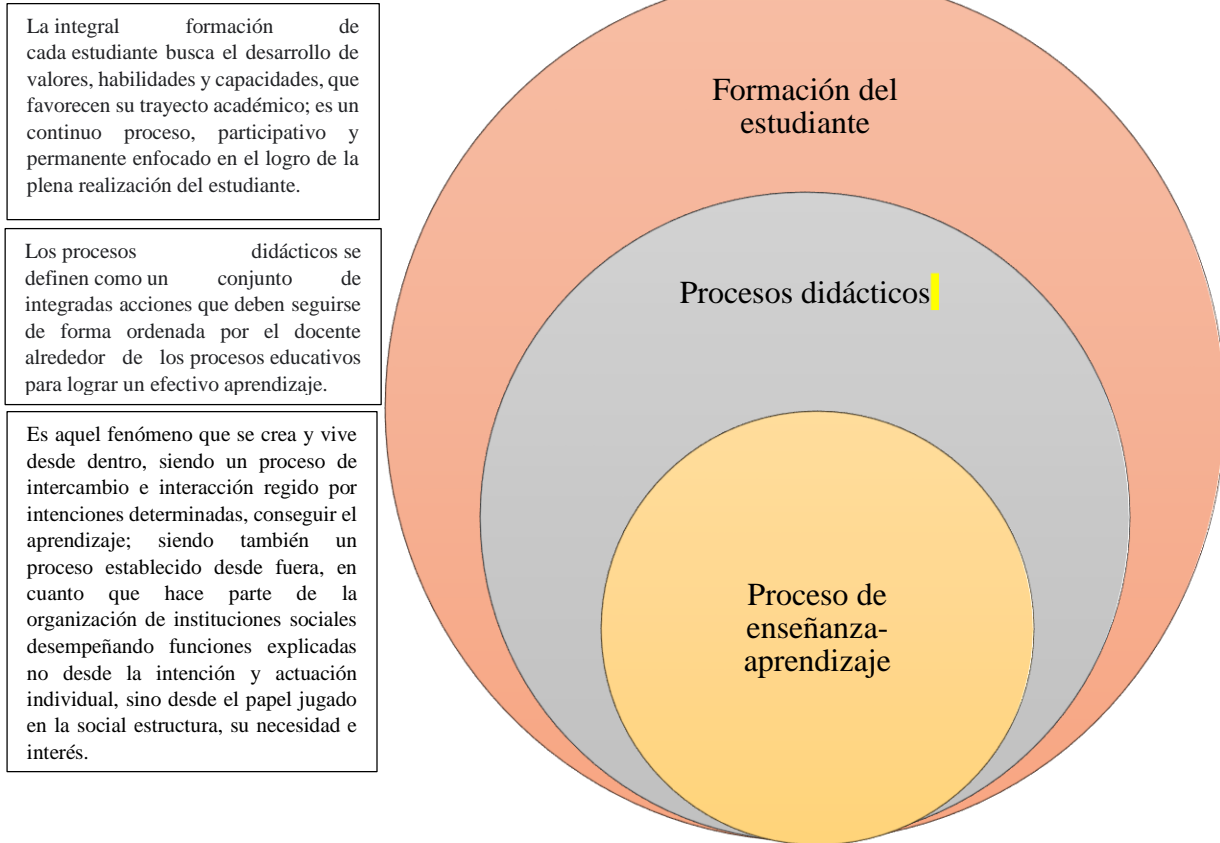 La integral formación de
cada estudiante busca el desarrollo de
valores, habilidades y capacidades, que
favorecen su trayecto académico; es un
continuo proceso, participativo y
permanente enfocado en el logro de la
plena realización del estudiante.
Los procesos didácticos se
definen como un conjunto de
integradas acciones que deben seguirse
de forma ordenada por el docente
alrededor de los procesos educativos
para lograr un efectivo aprendizaje.
Es aquel fenómeno que se crea y vive
desde dentro, siendo un proceso de
intercambio e interacción regido por
intenciones determinadas, conseguir el
aprendizaje; siendo también un
proceso establecido desde fuera, en
cuanto que hace parte de la
organización de instituciones sociales
desempeñando funciones explicadas
no desde la intención y actuación
individual, sino desde el papel jugado
en la social estructura, su necesidad e
interés.
Formación del
estudiante
Procesos didácticos
Proceso de
enseñanza-
aprendizaje